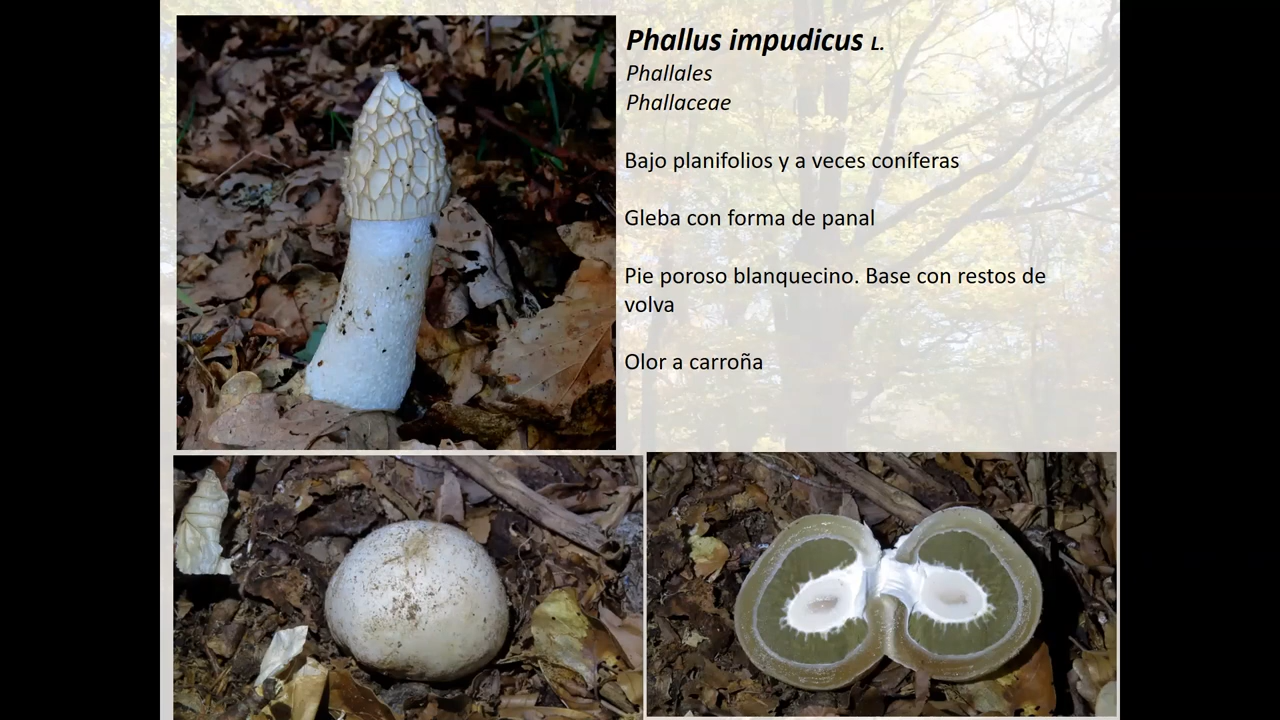 Phallus impudicus L.
Phallales
Phallaceae
Bajo planifolios y a veces coníferas
Gleba con forma de panal
Pie poroso blanquecino. Base con restos de
volva
Olor a carroña